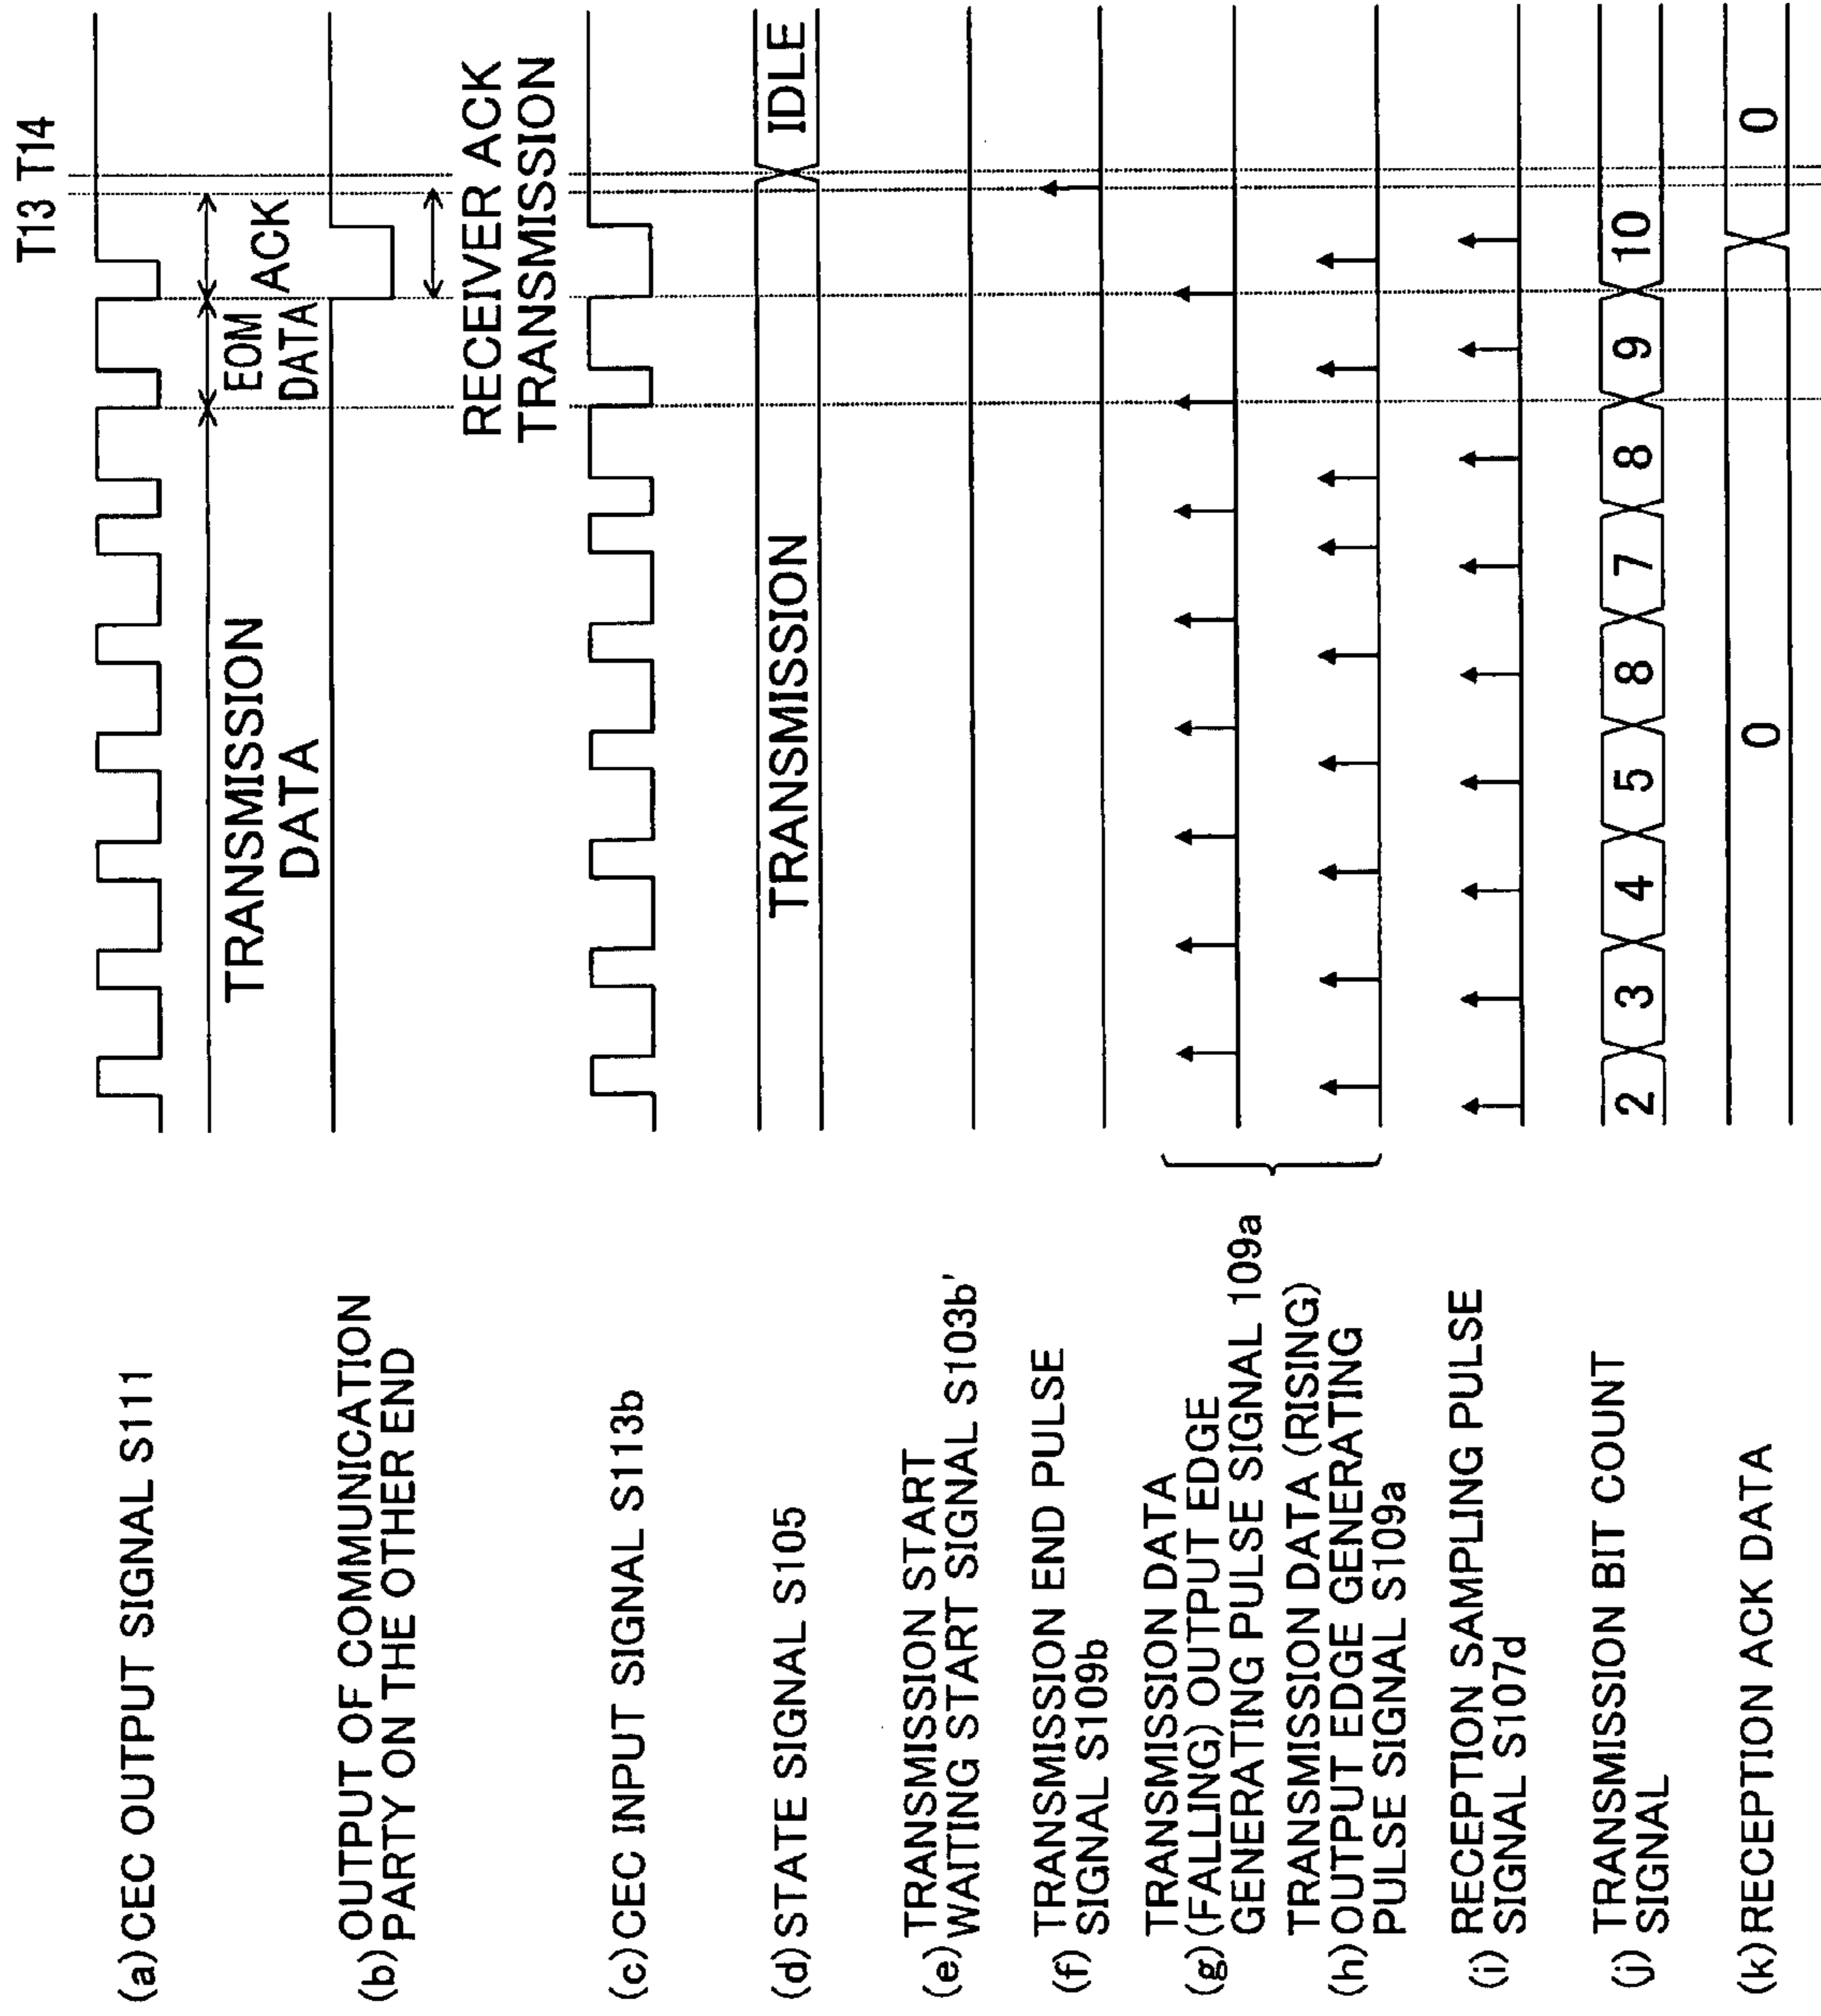 T13 T14
(a) CEC OUTPUT SIGNAL S111
TRANSMISSION
DATA
EOM
DATA
ACK
(b) OUTPUT OF COMMUNICATION
PARTY ON THE OTHER END
RECEIVER ACK
TRANSMISSION
(c) CEC INPUT SIGNAL S113b
(d) STATE SIGNAL S105
TRANSMISSION
IDLE
(e) TRANSMISSION START
WAITING START SIGNAL S103b'
(f) TRANSMISSION END PULSE
SIGNAL S109b
TRANSMISSION DATA
(g) (FALLING) OUTPUT EDGE
GENERATING PULSE SIGNAL 109a
TRANSMISSION DATA (RISING)
(h) OUTPUT EDGE GENERATING
PULSE SIGNAL S109a
(i) RECEPTION SAMPLING PULSE
SIGNAL S107d
(j) TRANSMISSION BIT COUNT
SIGNAL
2 3 4 5 8 7 8 9 10
(k) RECEPTION ACK DATA
0 0